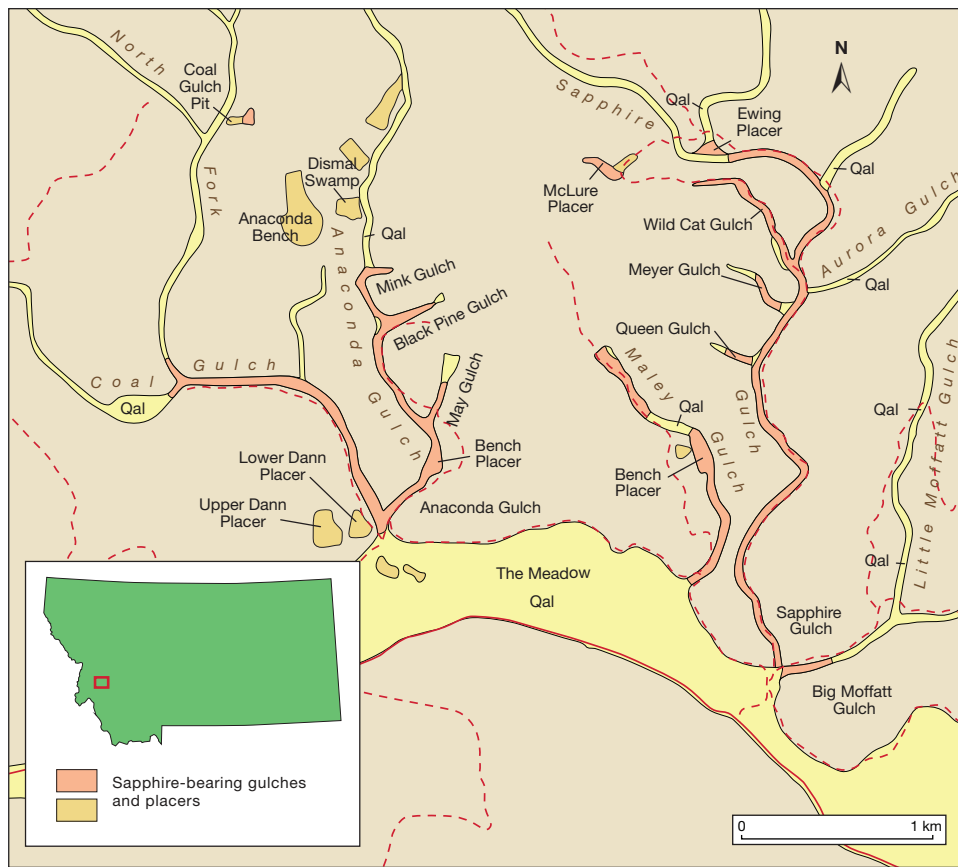 North
Fork
Coal
Gulch
Pit
Dismal
Swamp
Anaconda
Bench
Qal
Anaconda
Gulch
Mink Gulch
Black Pine Gulch
May Gulch
Bench
Placer
Coal
Gulch
Qal
Lower Dann
Placer
Upper Dann
Placer
Anaconda Gulch
Sapphire
Gulch
Qal
Ewing
Placer
N
McLure
Placer
Qal
Wild Cat Gulch
Aurora Gulch
Qal
Meyer Gulch
Queen Gulch
Maley
Gulch
Qal
Bench
Placer
Qal
Little Moffatt Gulch
Qal
The Meadow
Qal
Sapphire
Gulch
Big Moffatt
Gulch
Sapphire-bearing gulches
and placers
0
1 km